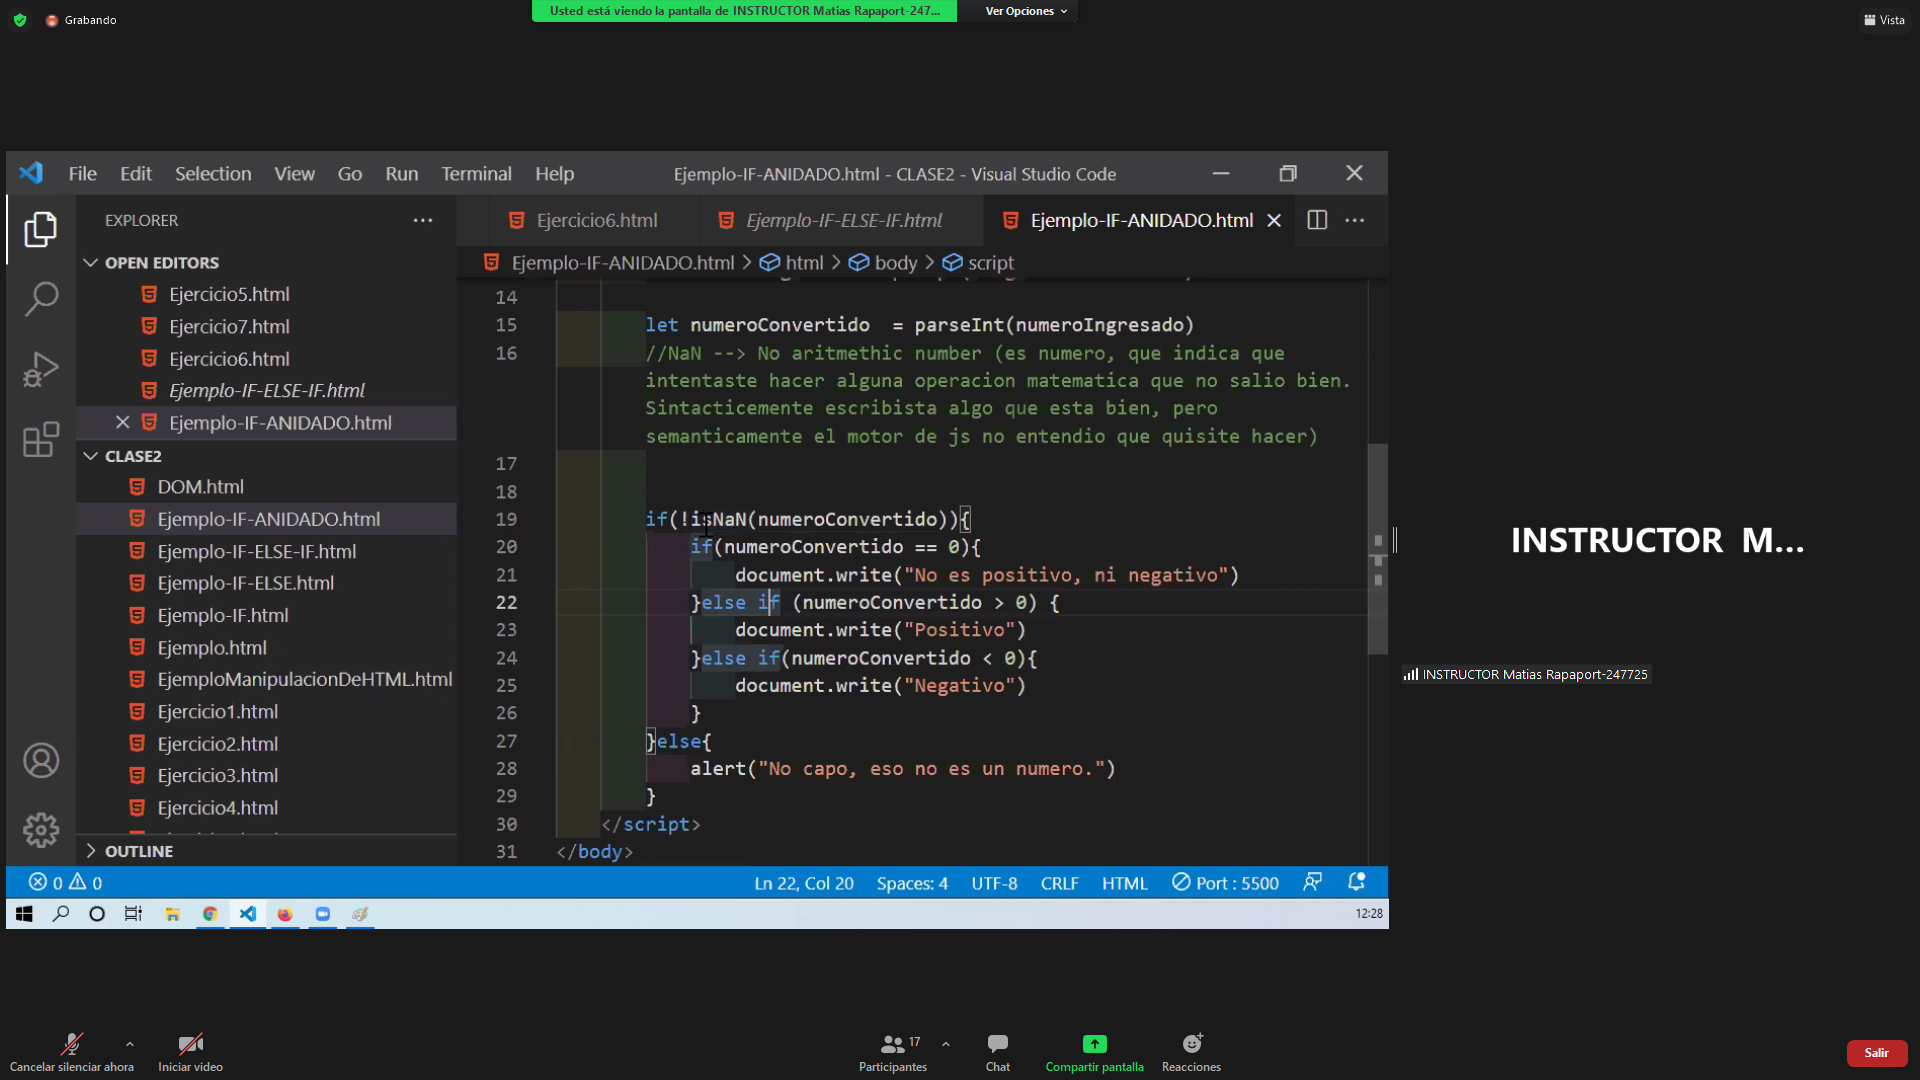 Grabando
Usted está viendo la pantalla de INSTRUCTOR Matias Rapaport-247...
Ver Opciones
Vista
File Edit Selection View Go Run Terminal Help
Ejemplo-IF-ANIDADO.html - CLASE2 - Visual Studio Code
EXPLORER
Ejercicio6.html
Ejemplo-IF-ELSE-IF.html
Ejemplo-IF-ANIDADO.html
OPEN EDITORS
Ejercicio5.html
Ejercicio7.html
Ejercicio6.html
Ejemplo-IF-ELSE-IF.html
Ejemplo-IF-ANIDADO.html
CLASE2
DOM.html
Ejemplo-IF-ANIDADO.html
Ejemplo-IF-ELSE-IF.html
Ejemplo-IF-ELSE.html
Ejemplo-IF.html
Ejemplo.html
EjemploManipulacionDeHTML.html
Ejercicio1.html
Ejercicio2.html
Ejercicio3.html
Ejercicio4.html
OUTLINE
Ejemplo-IF-ANIDADO.html > html > body > script
14
15 let numeroConvertido  = parseInt(numeroIngresado)
16 //NaN --> No aritmethic number (es numero, que indica que
intentaste hacer alguna operacion matematica que no salio bien.
Sintacticemente escribista algo que esta bien, pero
semanticamente el motor de js no entendio que quisite hacer)
17
18
19 if(!isNaN(numeroConvertido)){
20 if(numeroConvertido == 0){
21 document.write("No es positivo, ni negativo")
22 }else if (numeroConvertido > 0) {
23 document.write("Positivo")
24 }else if(numeroConvertido < 0){
25 document.write("Negativo")
26 }
27 }else{
28 alert("No capo, eso no es un numero.")
29 }
30 </script>
31 </body>
0 0
Ln 22, Col 20 Spaces: 4 UTF-8 CRLF HTML Port : 5500
12:28
INSTRUCTOR M...
INSTRUCTOR Matias Rapaport-247725
Cancelar silenciar ahora
Iniciar video
17
Participantes
Chat
Compartir pantalla
Reacciones
Salir